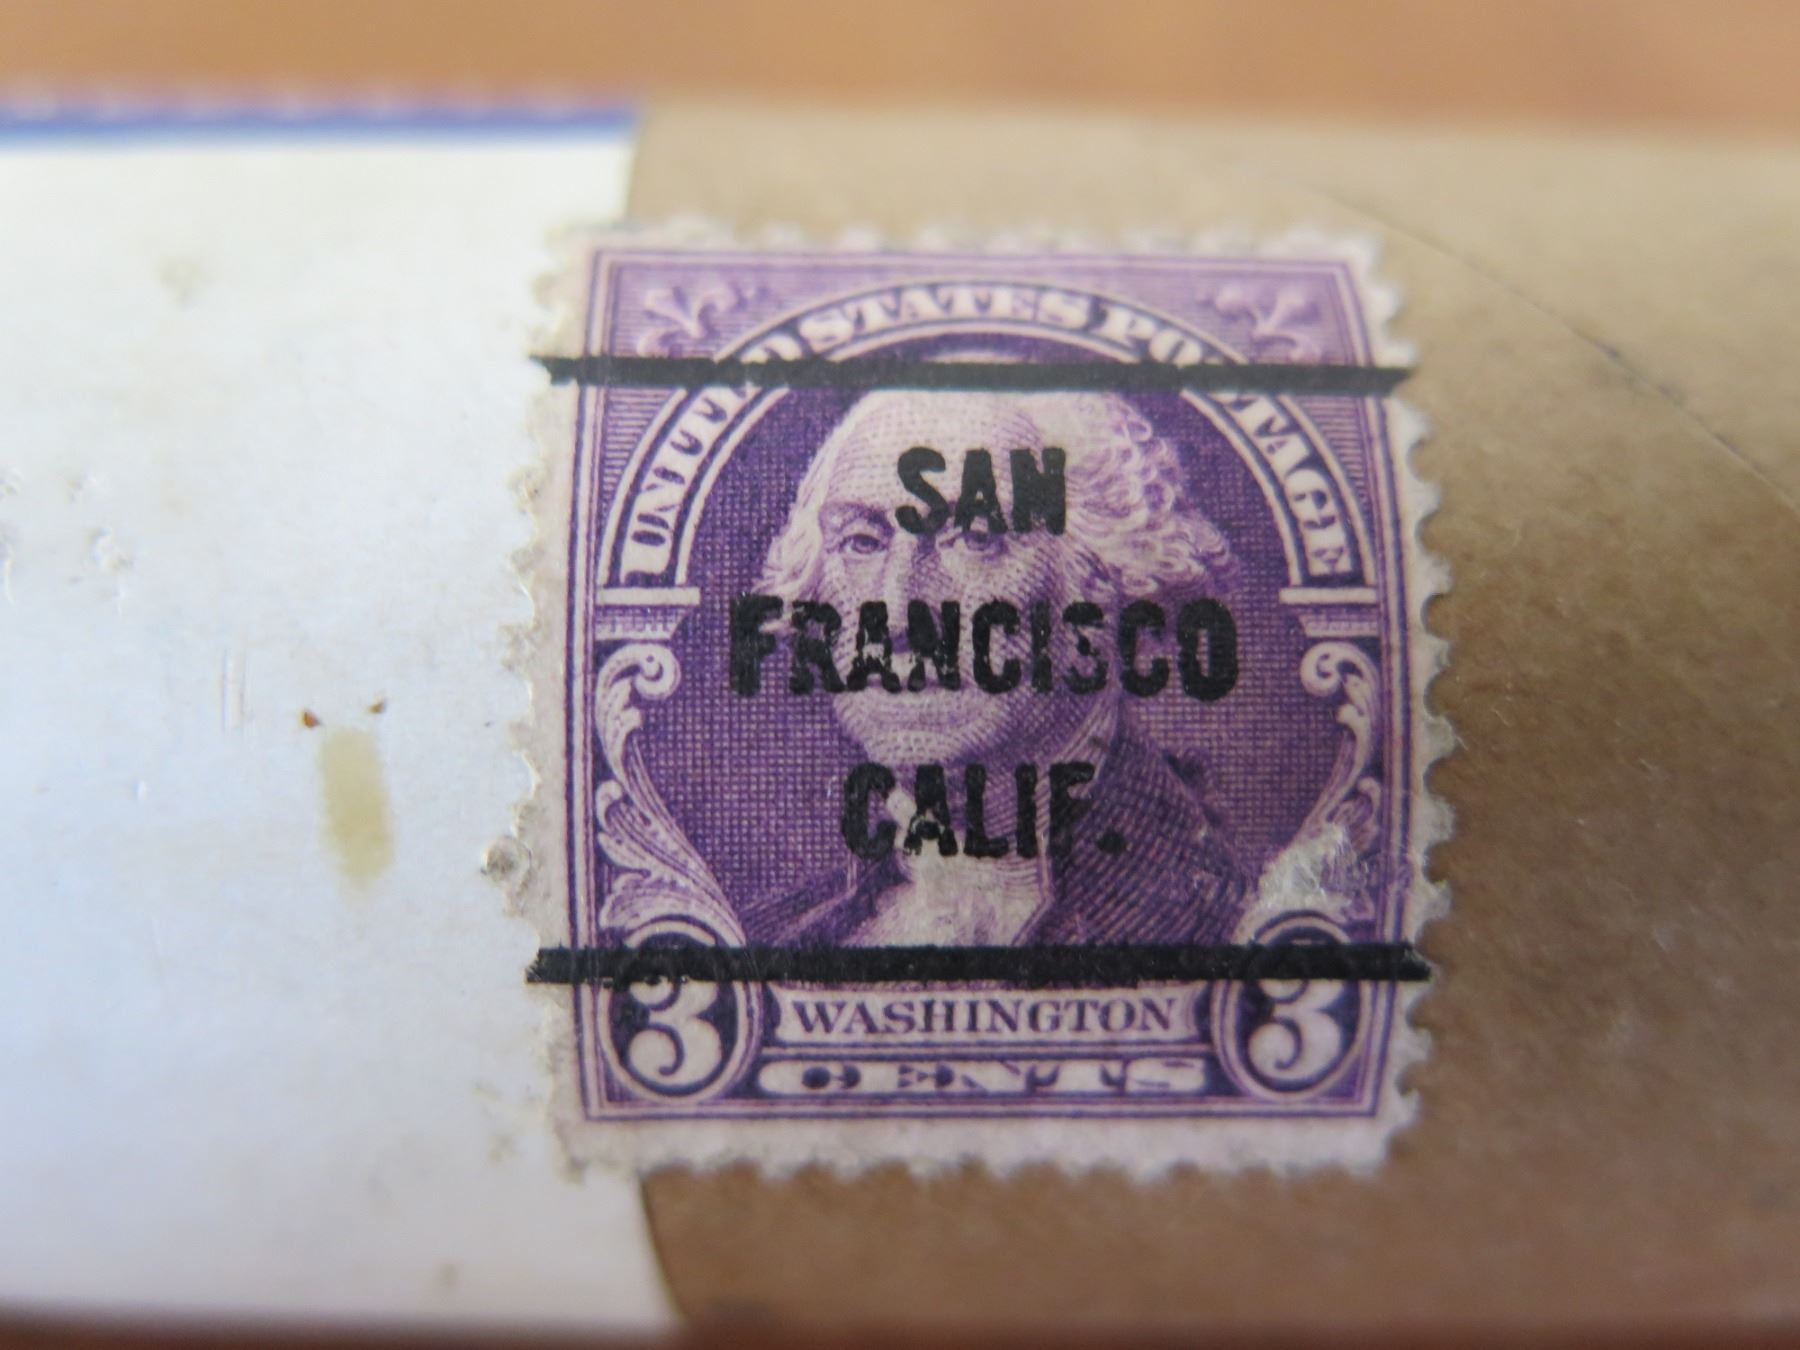 UNITED STATES POSTAGE
SAN
FRANCISCO
CALIF.
3 WASHINGTON 3
CENTS